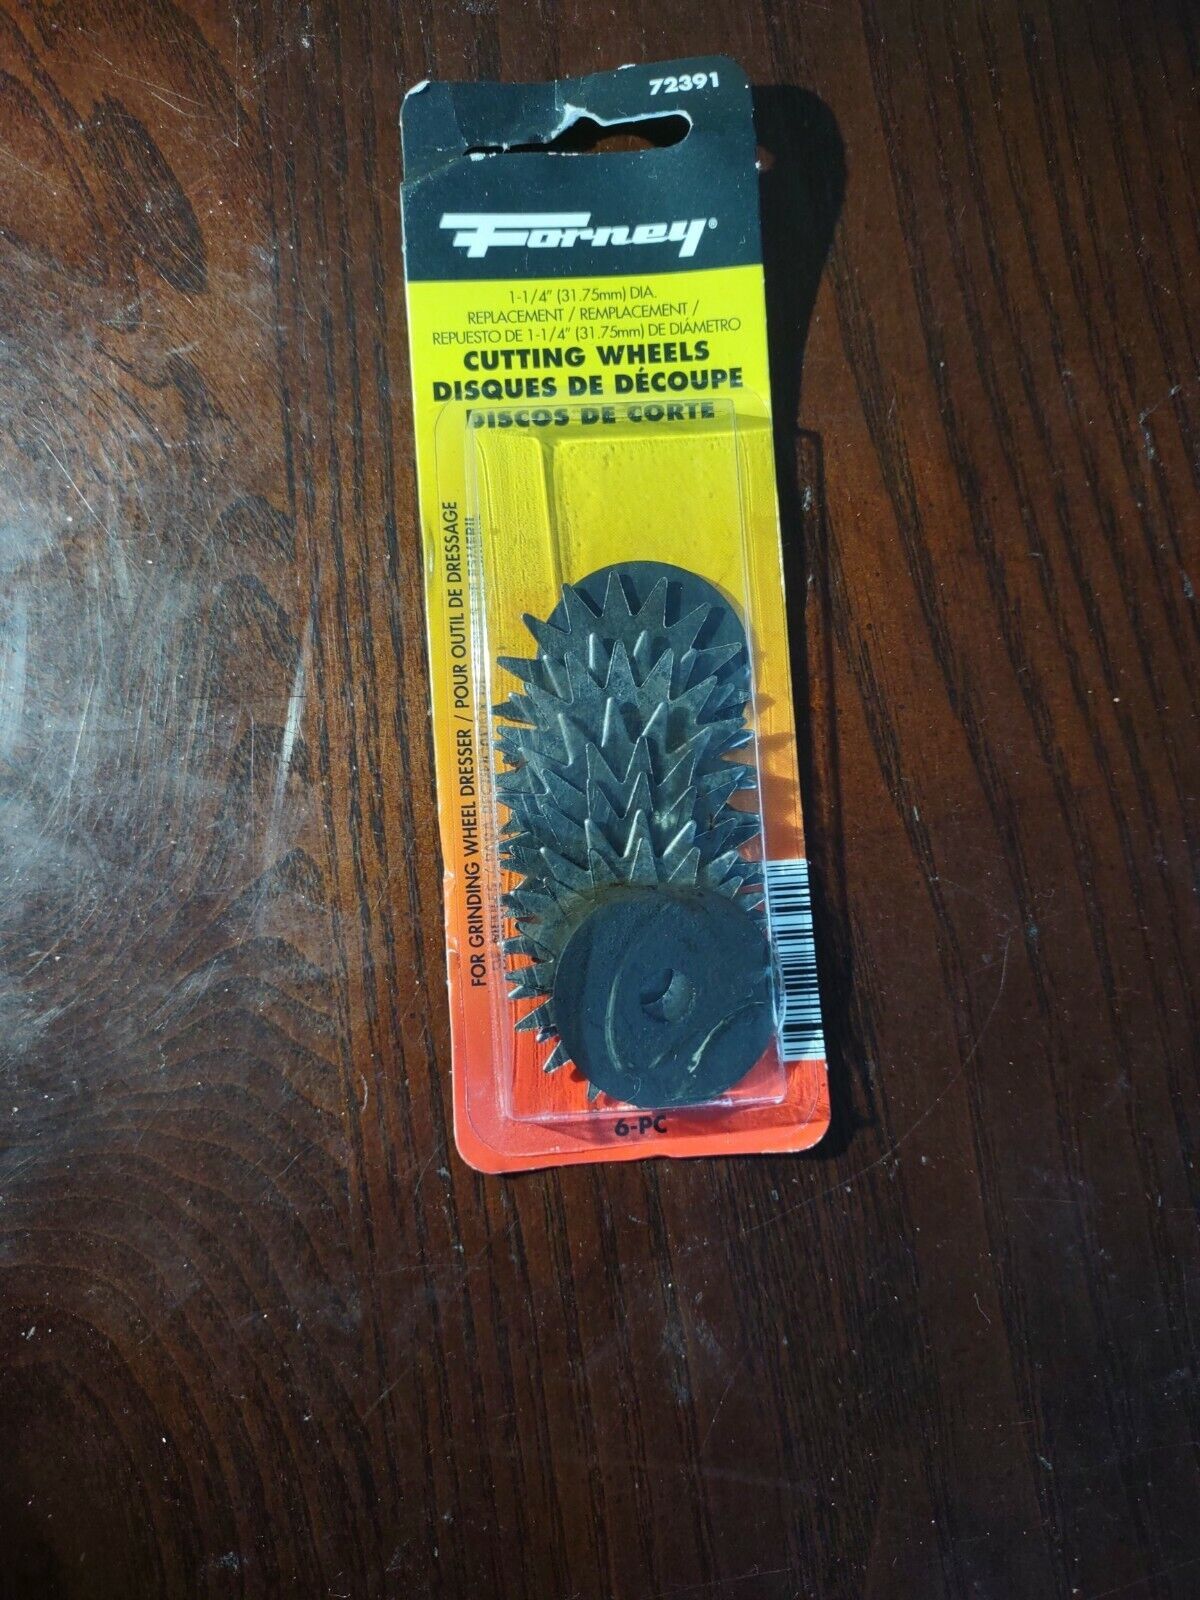 72391
Forney®
1-1/4" (31.75mm) DIA.
REPLACEMENT / REMPLACEMENT /
REPUESTO DE 1-1/4" (31.75mm) DE DIÁMETRO
CUTTING WHEELS
DISQUES DE DÉCOUPE
DISCOS DE CORTE
FOR GRINDING WHEEL DRESSER / POUR OUTIL DE DRESSAGE
6-PC